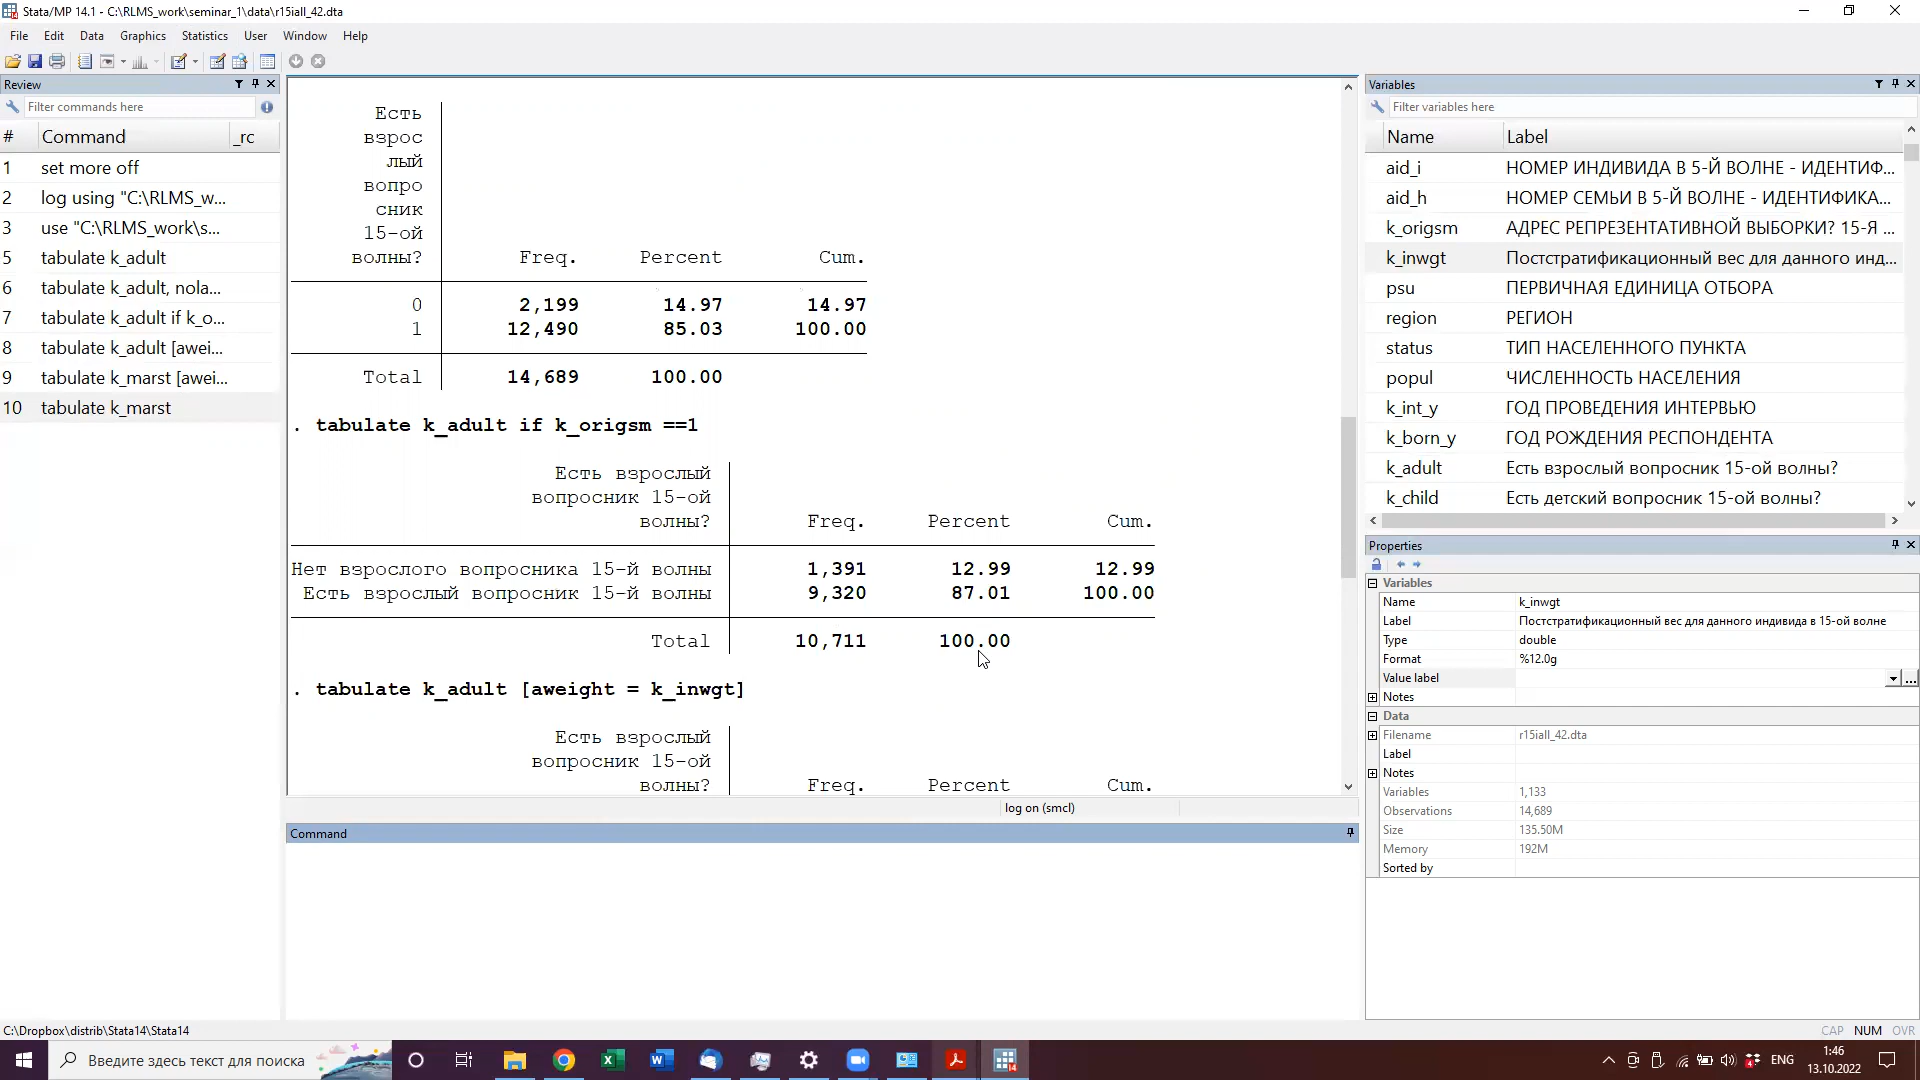 Stata/MP 14.1 - C:\RLMS_work\seminar_1\data\r15iall_42.dta
File Edit Data Graphics Statistics User Window Help
Review
Filter commands here
# Command _rc
1 set more off
2 log using "C:\RLMS_w...
3 use "C:\RLMS_work\s...
5 tabulate k_adult
6 tabulate k_adult, nola...
7 tabulate k_adult if k_o...
8 tabulate k_adult [awei...
9 tabulate k_marst [awei...
10 tabulate k_marst
Есть
взрос
лый
вопро
сник
15-ой
волны? Freq. Percent Cum.
0 2,199 14.97 14.97
1 12,490 85.03 100.00
Total 14,689 100.00
. tabulate k_adult if k_origsm ==1
Есть взрослый
вопросник 15-ой
волны? Freq. Percent Cum.
Нет взрослого вопросника 15-й волны 1,391 12.99 12.99
Есть взрослый вопросник 15-й волны 9,320 87.01 100.00
Total 10,711 100.00
. tabulate k_adult [aweight = k_inwgt]
Есть взрослый
вопросник 15-ой
волны? Freq. Percent Cum.
log on (smcl)
Command
Variables
Filter variables here
Name Label
aid_i НОМЕР ИНДИВИДА В 5-Й ВОЛНЕ - ИДЕНТИФ...
aid_h НОМЕР СЕМЬИ В 5-Й ВОЛНЕ - ИДЕНТИФИКА...
k_origsm АДРЕС РЕПРЕЗЕНТАТИВНОЙ ВЫБОРКИ? 15-Я ...
k_inwgt Постстратификационный вес для данного инд...
psu ПЕРВИЧНАЯ ЕДИНИЦА ОТБОРА
region РЕГИОН
status ТИП НАСЕЛЕННОГО ПУНКТА
popul ЧИСЛЕННОСТЬ НАСЕЛЕНИЯ
k_int_y ГОД ПРОВЕДЕНИЯ ИНТЕРВЬЮ
k_born_y ГОД РОЖДЕНИЯ РЕСПОНДЕНТА
k_adult Есть взрослый вопросник 15-ой волны?
k_child Есть детский вопросник 15-ой волны?
Properties
Variables
Name k_inwgt
Label Постстратификационный вес для данного индивида в 15-ой волне
Type double
Format %12.0g
Value label
Notes
Data
Filename r15iall_42.dta
Label
Notes
Variables 1,133
Observations 14,689
Size 135.50M
Memory 192M
Sorted by
C:\Dropbox\distrib\Stata14\Stata14
CAP NUM OVR
Введите здесь текст для поиска
ENG
1:46
13.10.2022